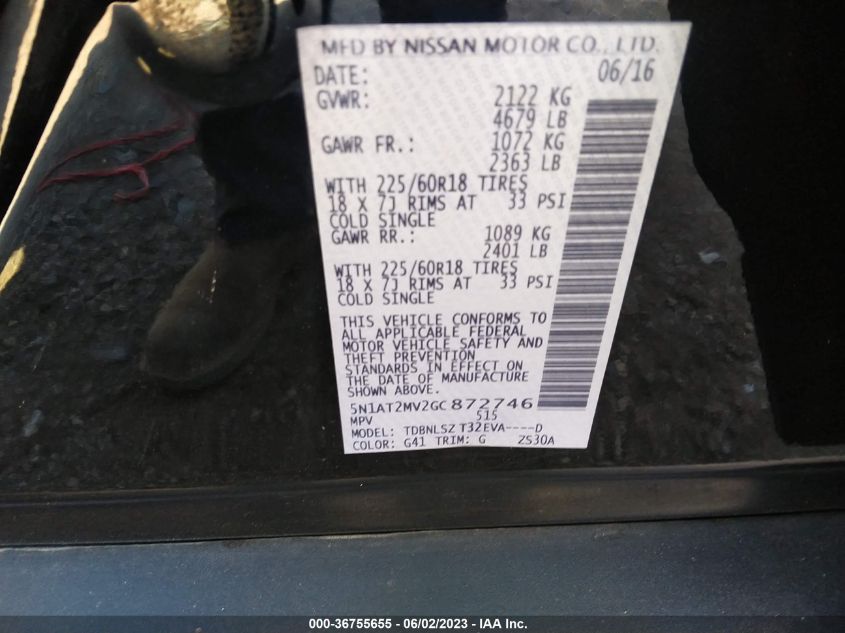 MFD BY NISSAN MOTOR CO., LTD.
DATE: 06/16
GVWR: 2122 KG
4679 LB
GAWR FR.: 1072 KG
2363 LB
WITH 225/60R18 TIRES
18 X 7J RIMS AT 33 PSI
COLD SINGLE
GAWR RR.: 1089 KG
2401 LB
WITH 225/60R18 TIRES
18 X 7J RIMS AT 33 PSI
COLD SINGLE
THIS VEHICLE CONFORMS TO
ALL APPLICABLE FEDERAL
MOTOR VEHICLE SAFETY AND
THEFT PREVENTION
STANDARDS IN EFFECT ON
THE DATE OF MANUFACTURE
SHOWN ABOVE.
5N1AT2MV2GC872746
MPV 515
MODEL: TDBNLSZ T32EVA----D
COLOR: G41 TRIM: G ZS30A
000-36755655 - 06/02/2023 - IAA Inc.